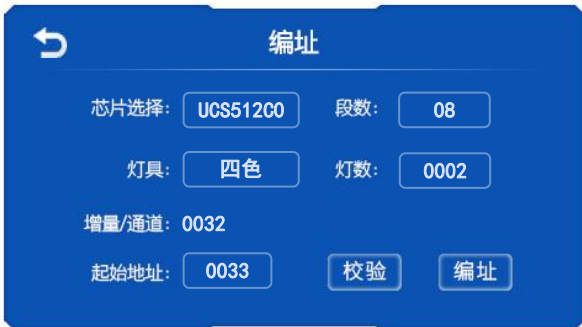 编址
芯片选择: UCS512C0 段数: 08
灯具: 四色 灯数: 0002
增量/通道: 0032
起始地址: 0033 校验 编址